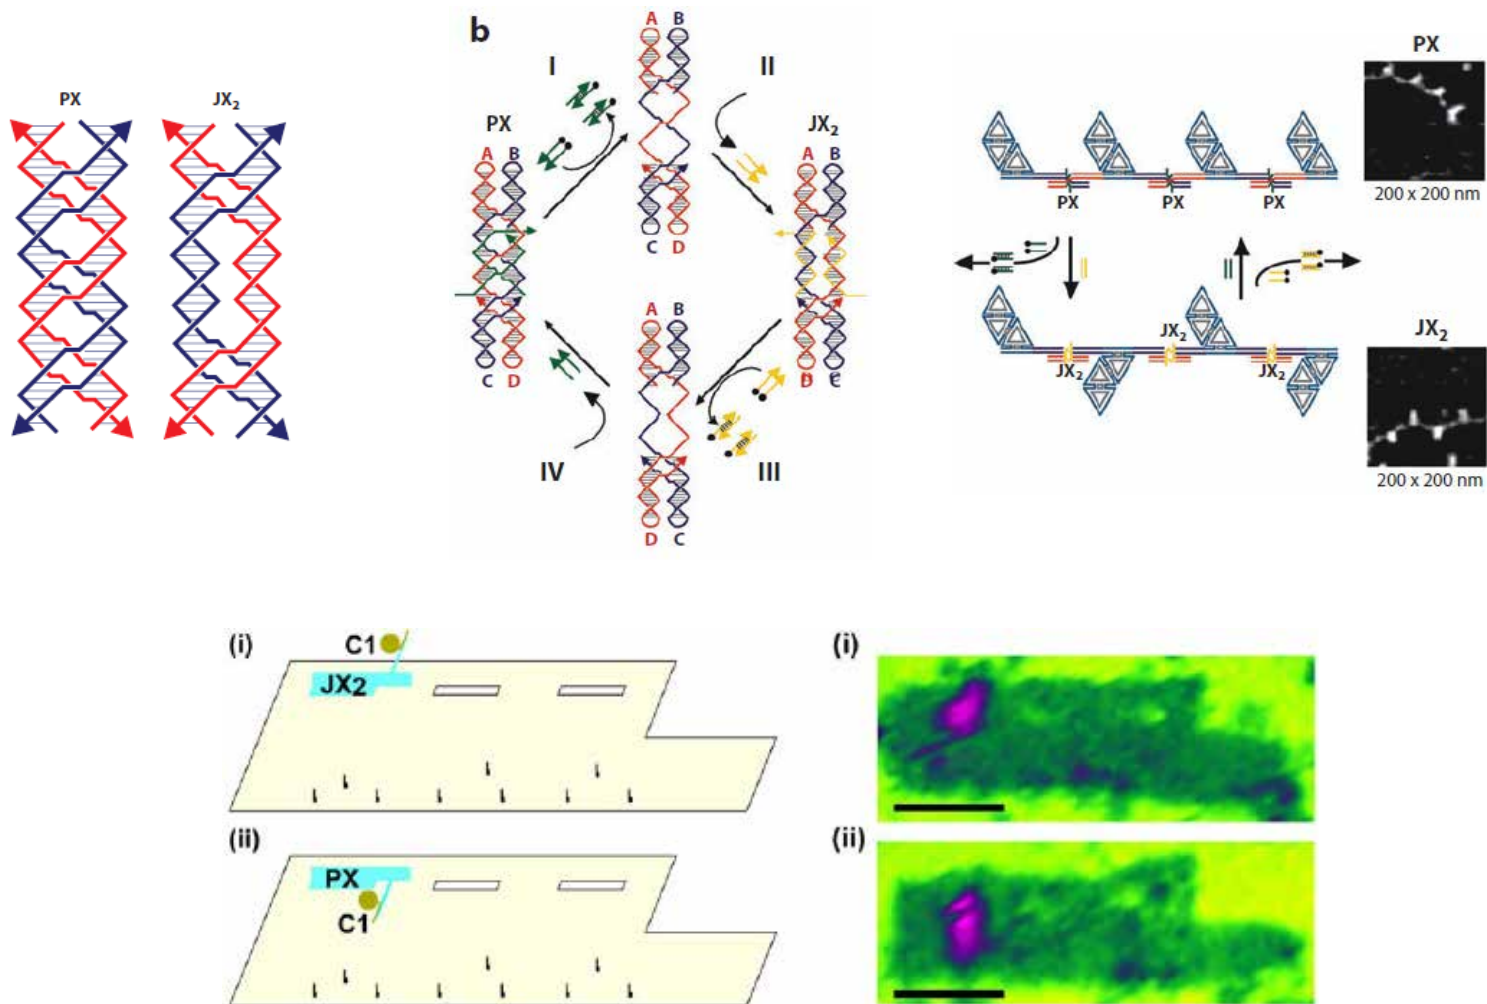 PX
JX2
b
I
II
A B
PX
A B
C D
C D
JX2
A B
D C
A B
D C
IV
III
PX
200 x 200 nm
PX
PX
PX
JX2
JX2
JX2
JX2
200 x 200 nm
(i)
C1
JX2
(ii)
PX
C1
(i)
(ii)